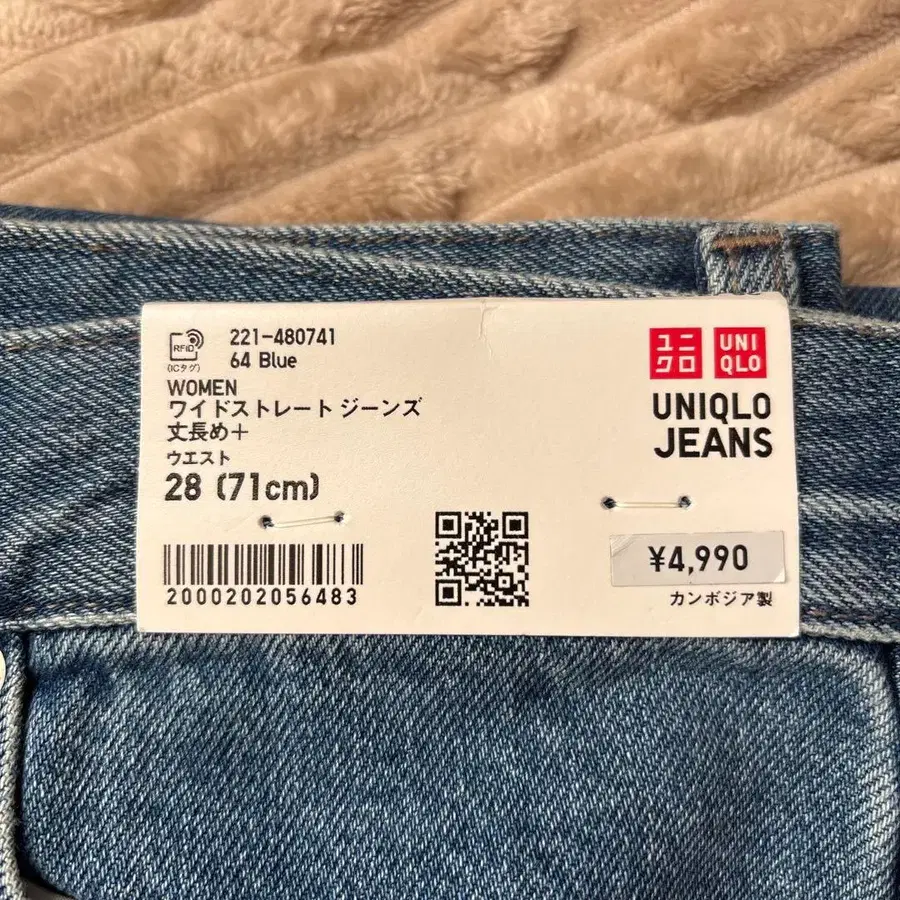 RFID
(ICタグ)
221-480741
64 Blue
WOMEN
ワイドストレート ジーンズ
丈長め+
ウエスト
28 (71cm)
2000202056483
ユニ
クロ
UNI
QLO
UNIQLO
JEANS
¥4,990
カンボジア製